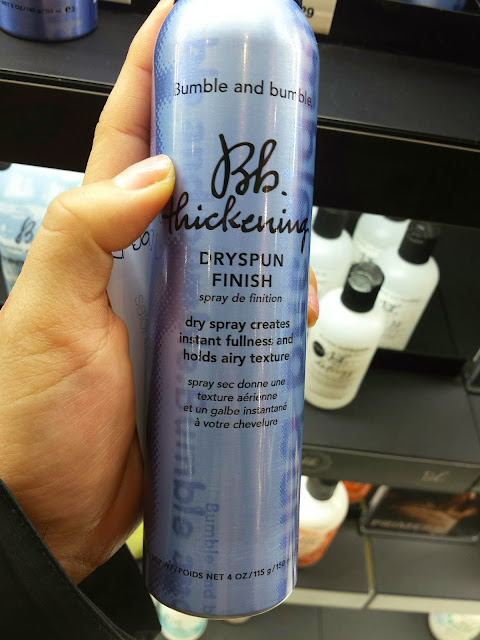 Bumble and bumble.
Bb.
thickening
DRYSPUN
FINISH
spray de finition
dry spray creates
instant fullness and
holds airy texture
spray sec donne une
texture aérienne
et un galbe instantané
à votre chevelure
POIDS NET 4 OZ/115 g/150